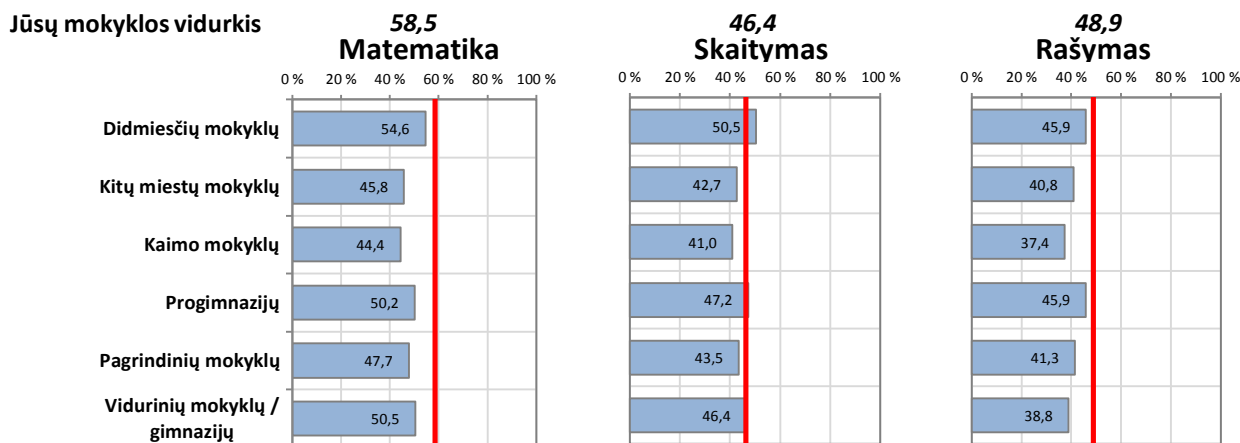 Jūsų mokyklos vidurkis 58,5 46,4 48,9
Matematika Skaitymas Rašymas
0 % 20 % 40 % 60 % 80 % 100 % 0 % 20 % 40 % 60 % 80 % 100 % 0 % 20 % 40 % 60 % 80 % 100 %
Didmiesčių mokyklų 54,6 50,5 45,9
Kitų miestų mokyklų 45,8 42,7 40,8
Kaimo mokyklų 44,4 41,0 37,4
Progimnazijų 50,2 47,2 45,9
Pagrindinių mokyklų 47,7 43,5 41,3
Vidurinių mokyklų /
gimnazijų 50,5 46,4 38,8